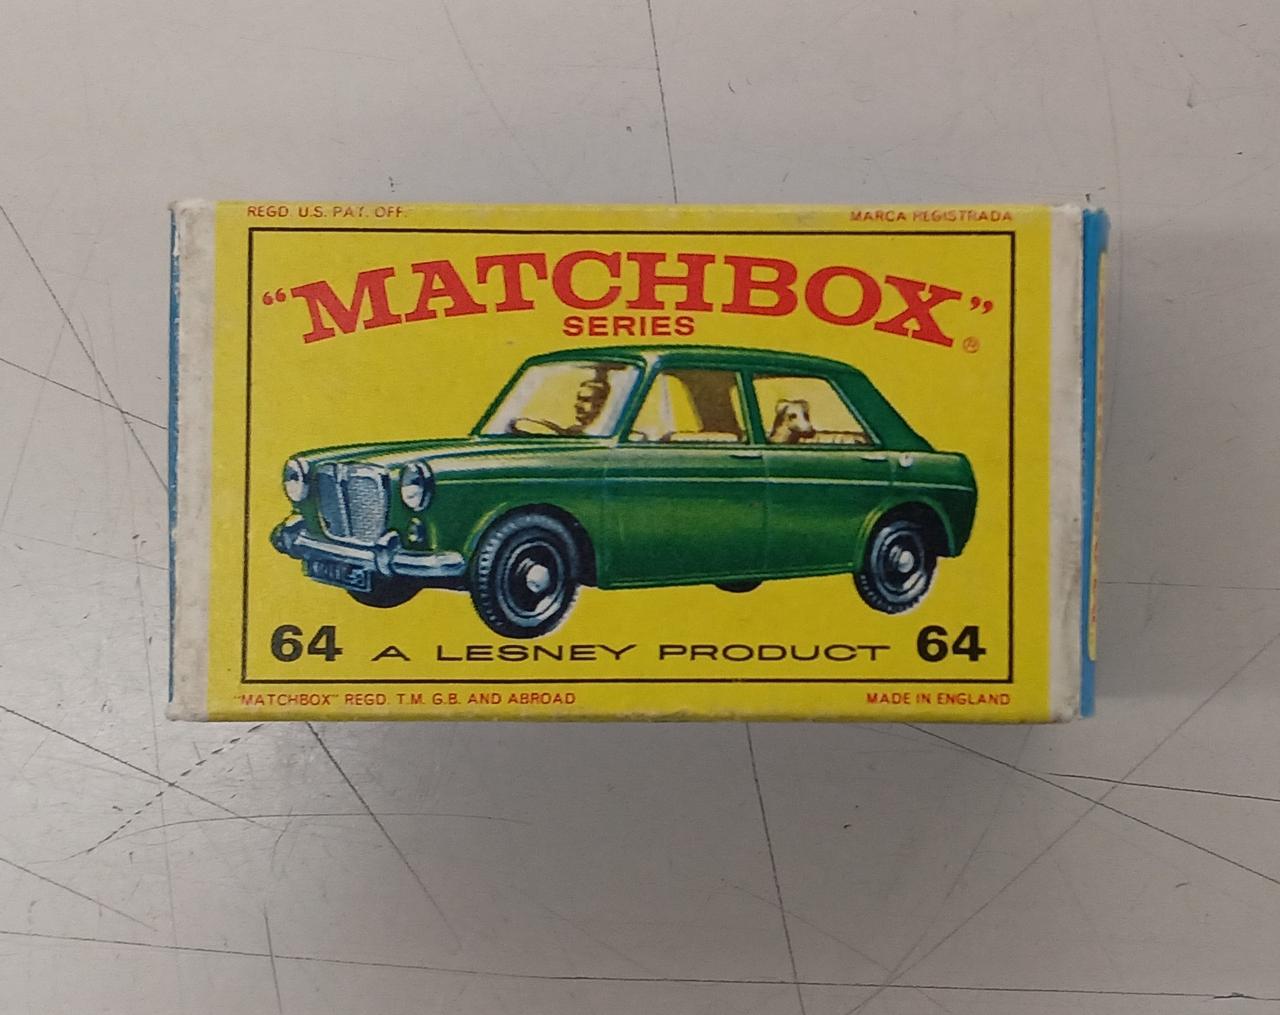 REGD. U.S. PAT. OFF. MARCA REGISTRADA
"MATCHBOX"®
SERIES
64 A LESNEY PRODUCT 64
"MATCHBOX" REGD. T.M. G.B. AND ABROAD MADE IN ENGLAND